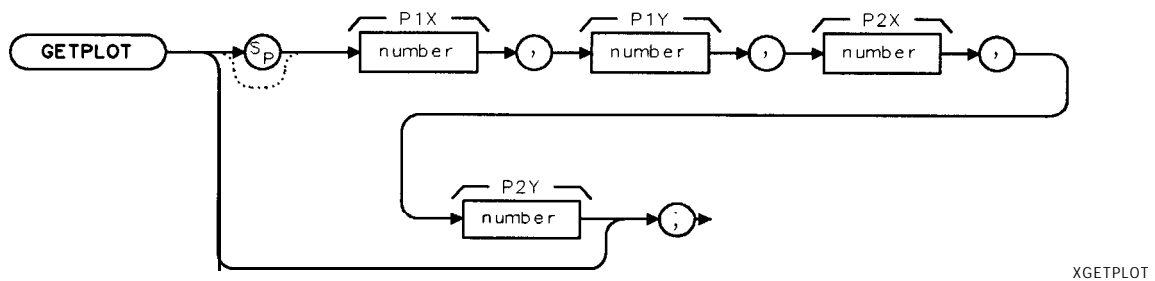 P1X P1Y P2X
GETPLOT SP number , number , number ,
P2Y
number ;
XGETPLOT